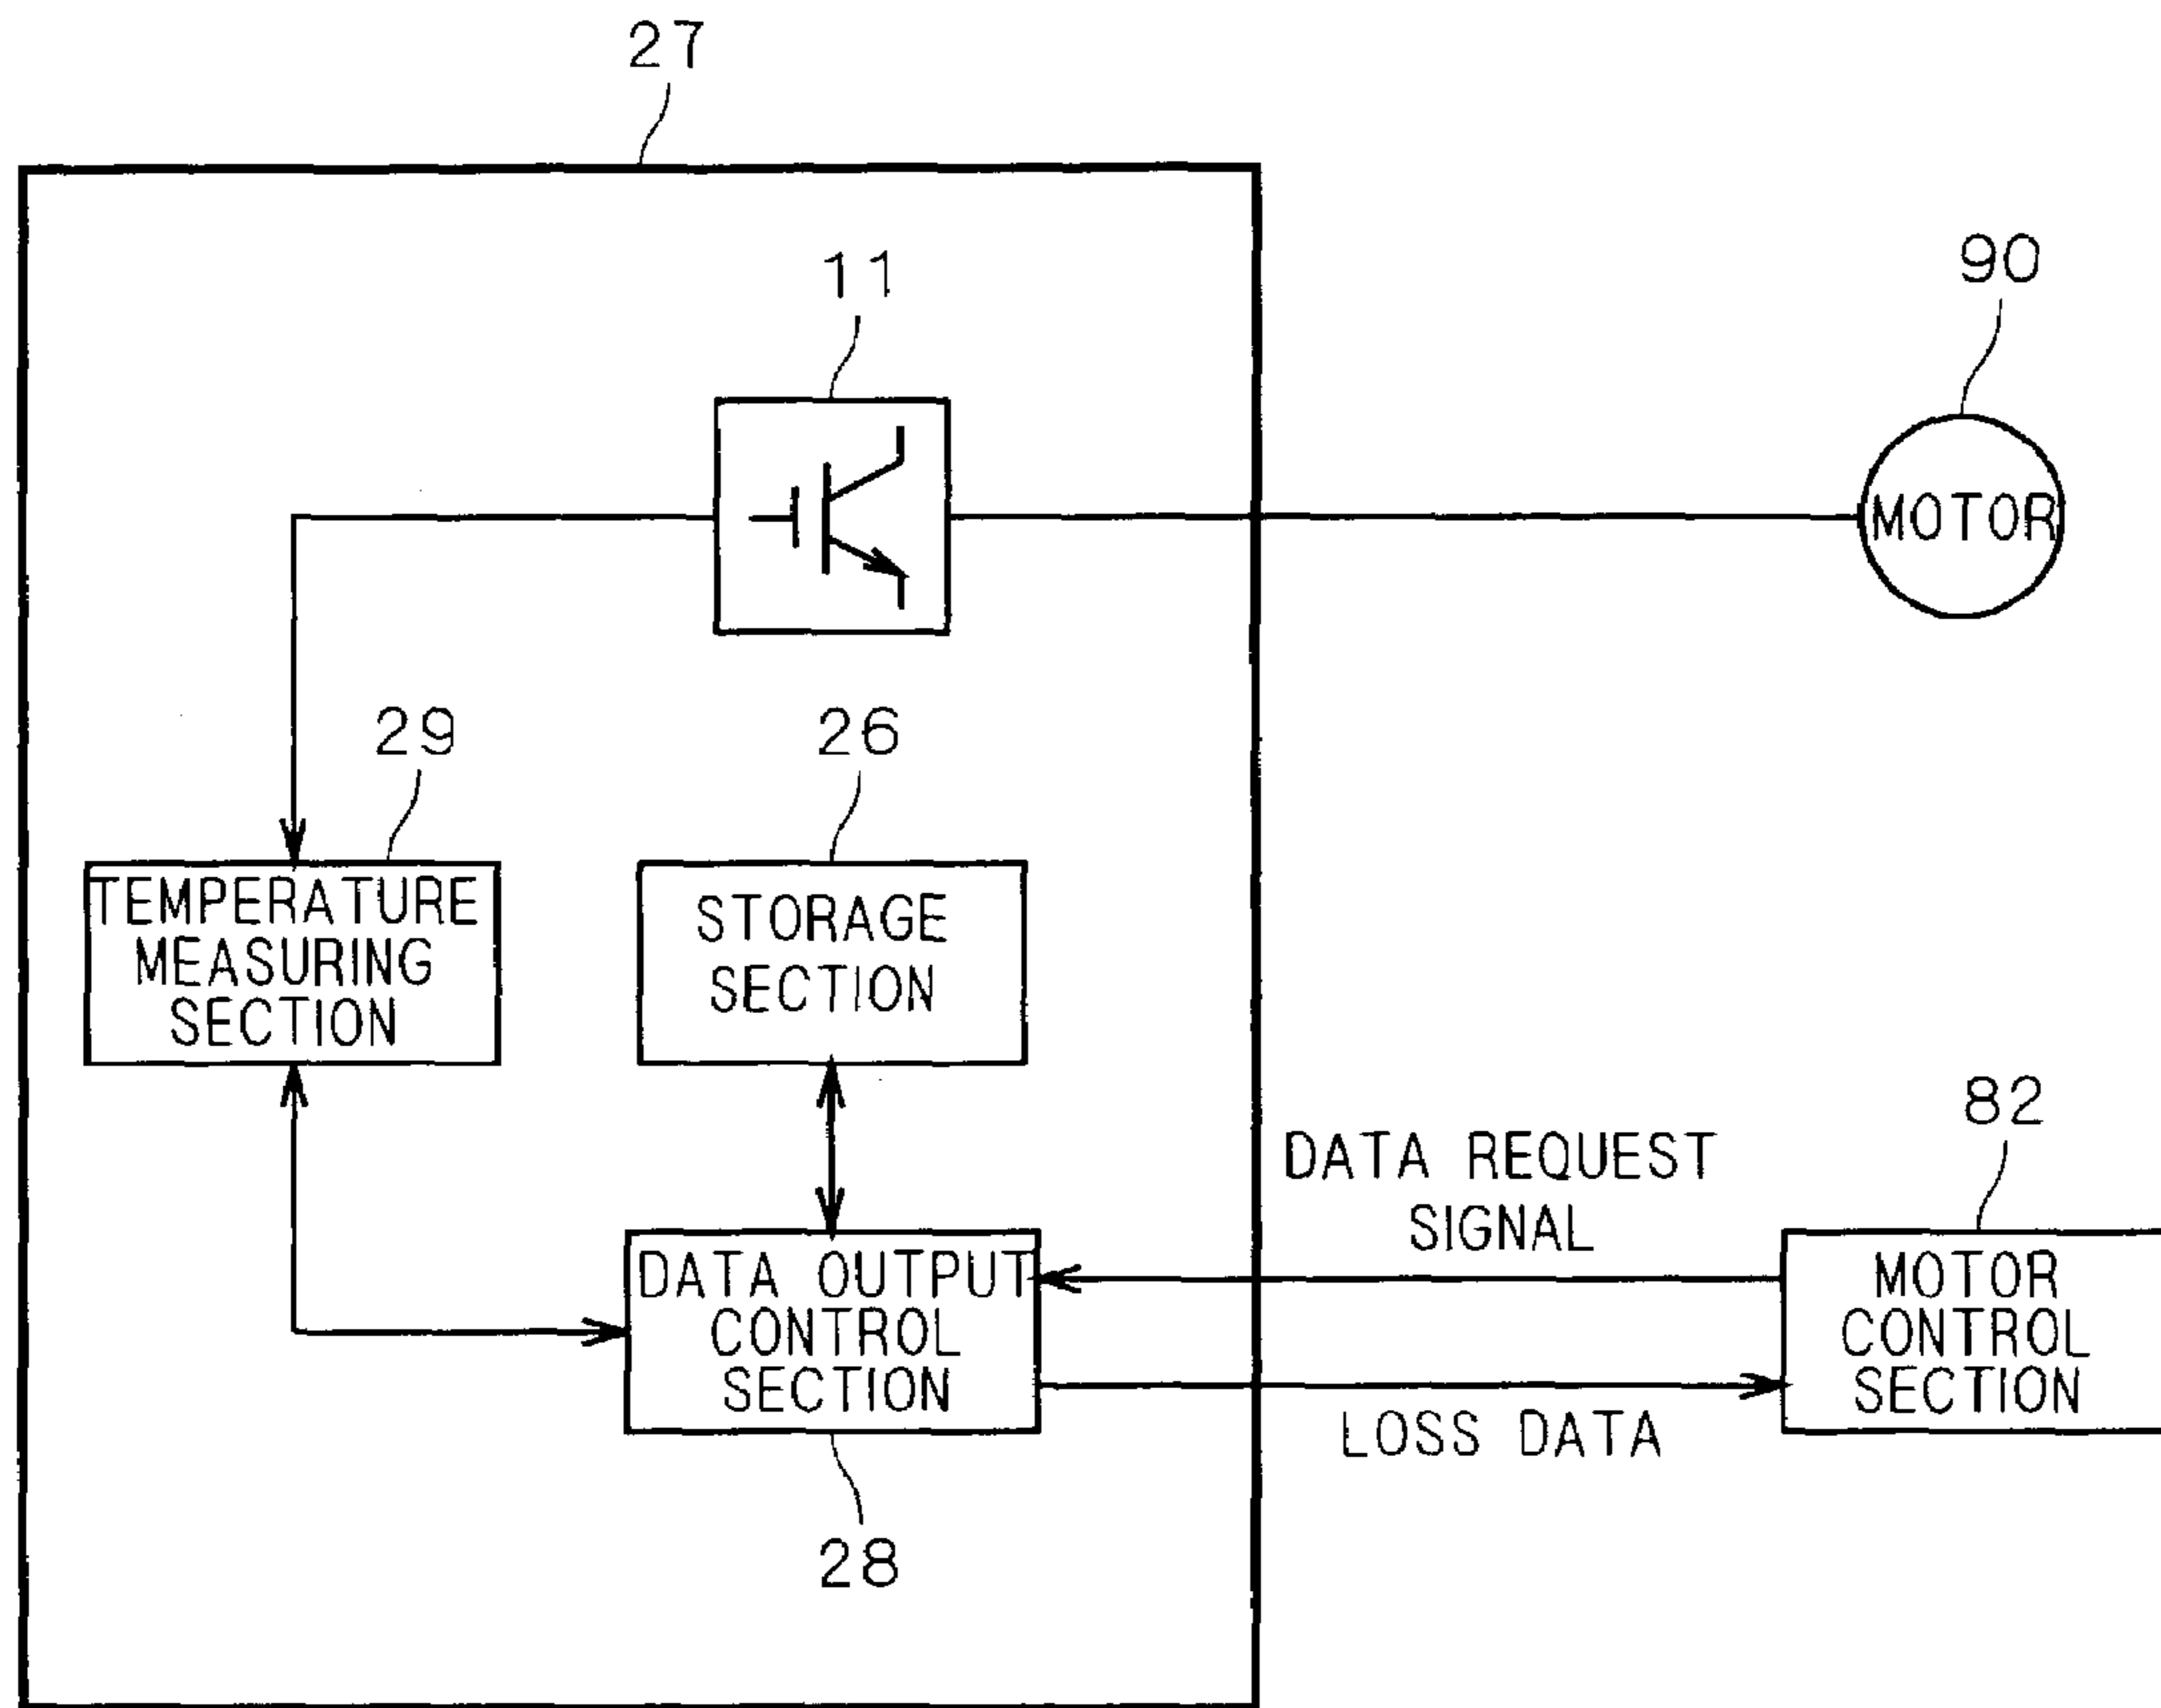 27
11
90
MOTOR
29
26
TEMPERATURE
MEASURING
SECTION
STORAGE
SECTION
82
DATA REQUEST
SIGNAL
DATA OUTPUT
CONTROL
SECTION
MOTOR
CONTROL
SECTION
LOSS DATA
28